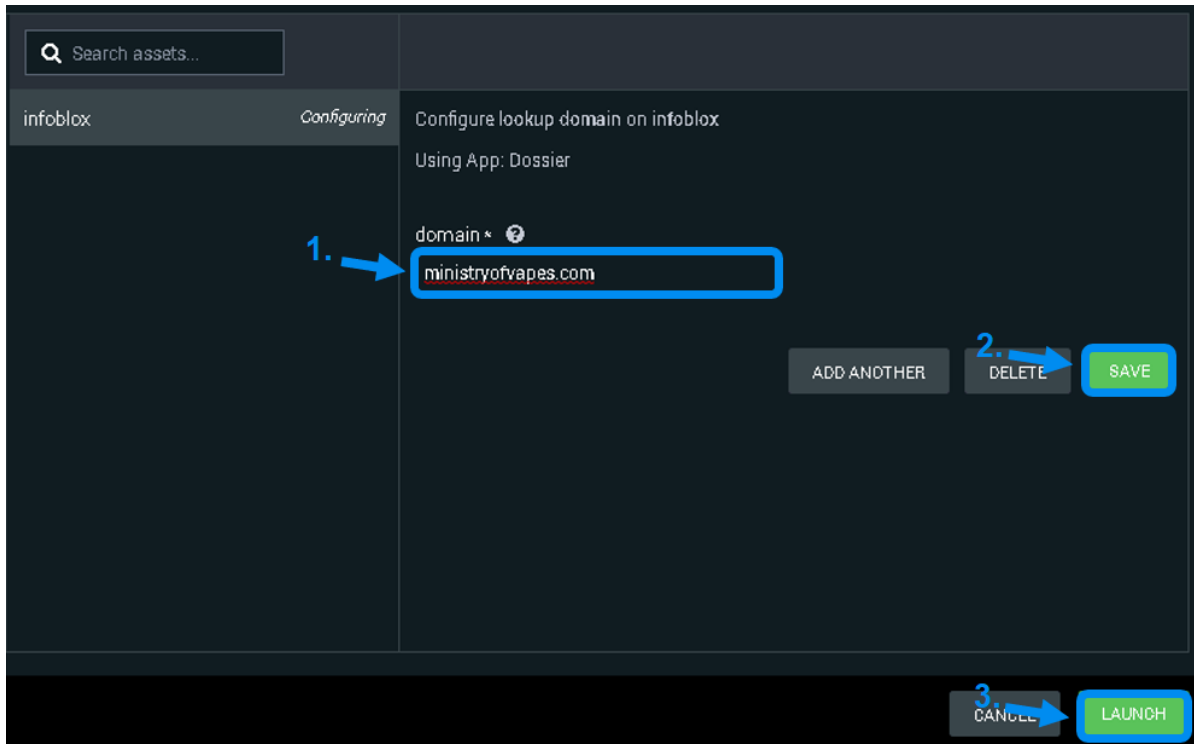 Search assets...
infoblox Configuring
Configure lookup domain on infoblox
Using App: Dossier
domain * ?
1.
ministryofvapes.com
2.
ADD ANOTHER DELETE SAVE
3.
CANCEL LAUNCH